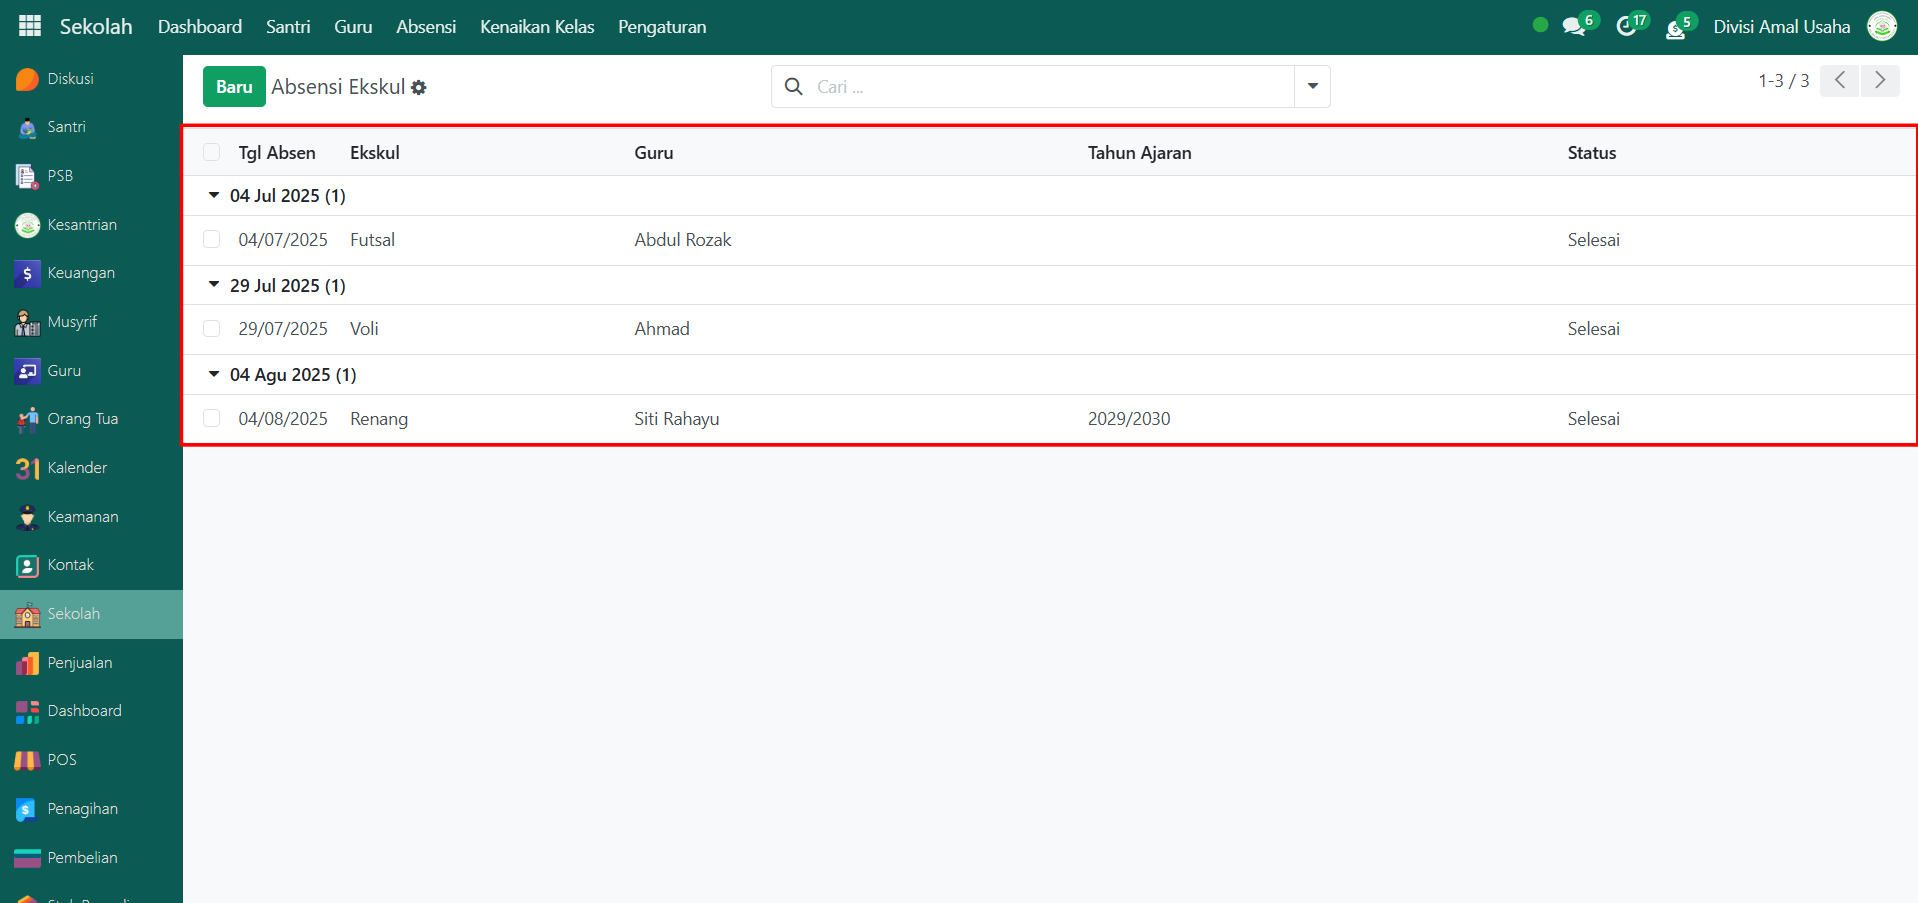 Sekolah Dashboard Santri Guru Absensi Kenaikan Kelas Pengaturan 6 17 5 Divisi Amal Usaha
Diskusi
Santri
PSB
Kesantrian
Keuangan
Musyrif
Guru
Orang Tua
Kalender
Keamanan
Kontak
Sekolah
Penjualan
Dashboard
POS
Penagihan
Pembelian
Baru Absensi Ekskul Cari ... 1-3 / 3
Tgl Absen Ekskul Guru Tahun Ajaran Status
04 Jul 2025 (1)
04/07/2025 Futsal Abdul Rozak Selesai
29 Jul 2025 (1)
29/07/2025 Voli Ahmad Selesai
04 Agu 2025 (1)
04/08/2025 Renang Siti Rahayu 2029/2030 Selesai